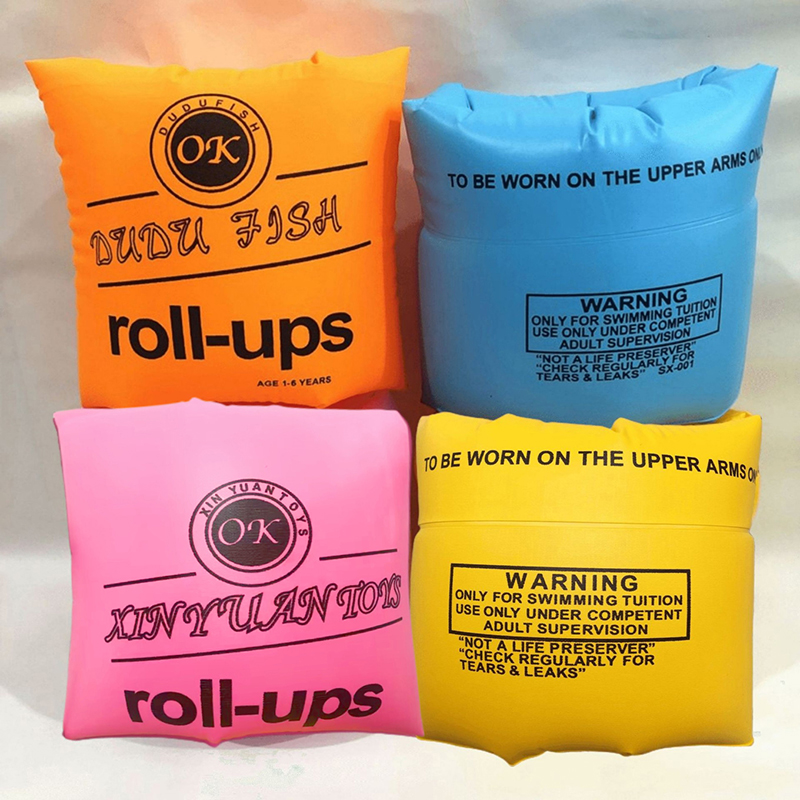 DUDUFISH
OK
DUDU FISH
roll-ups
AGE 1-6 YEARS
TO BE WORN ON THE UPPER ARMS ONLY
WARNING
ONLY FOR SWIMMING TUITION
USE ONLY UNDER COMPETENT
ADULT SUPERVISION
"NOT A LIFE PRESERVER"
"CHECK REGULARLY FOR
TEARS & LEAKS" SX-001
XIN YUANTOYS
OK
XINYUAN TOYS
roll-ups
TO BE WORN ON THE UPPER ARMS
WARNING
ONLY FOR SWIMMING TUITION
USE ONLY UNDER COMPETENT
ADULT SUPERVISION
"NOT A LIFE PRESERVER"
"CHECK REGULARLY FOR
TEARS & LEAKS"